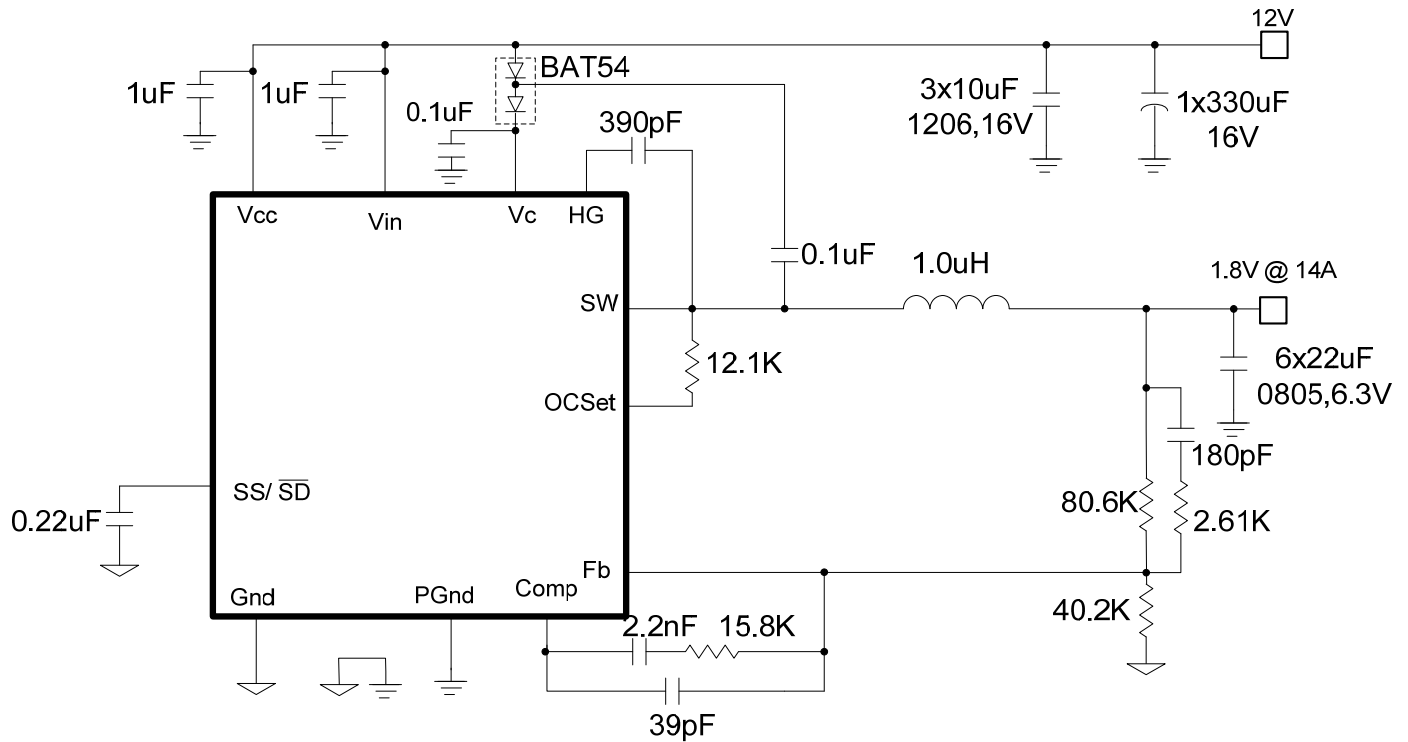 12V
BAT54
1uF
1uF
0.1uF
390pF
3x10uF
1206,16V
1x330uF
16V
Vcc
Vin
Vc
HG
0.1uF
1.0uH
1.8V @ 14A
SW
12.1K
6x22uF
0805,6.3V
OCSet
180pF
SS/ SD
0.22uF
80.6K
2.61K
Fb
Comp
Gnd
PGnd
40.2K
2.2nF
15.8K
39pF